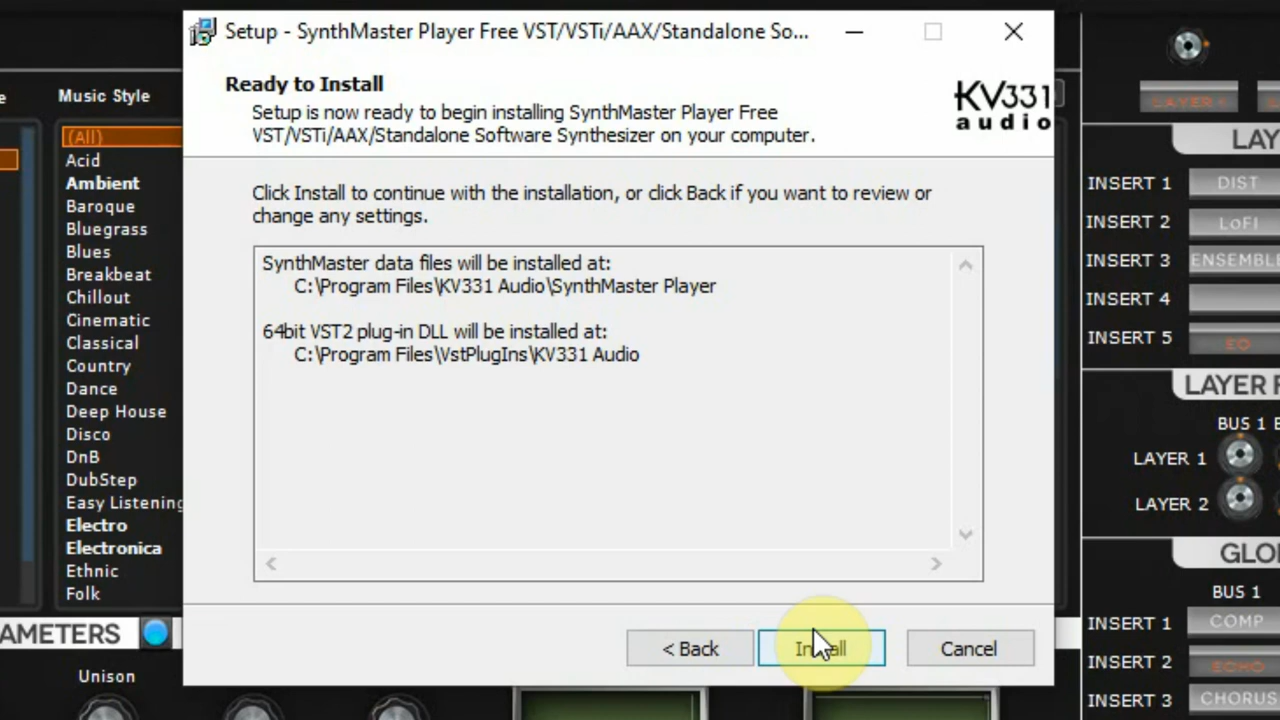 Setup - SynthMaster Player Free VST/VSTi/AAX/Standalone So...
Ready to Install
Setup is now ready to begin installing SynthMaster Player Free
VST/VSTi/AAX/Standalone Software Synthesizer on your computer.
KV331
audio
Click Install to continue with the installation, or click Back if you want to review or
change any settings.
SynthMaster data files will be installed at:
C:\Program Files\KV331 Audio\SynthMaster Player
64bit VST2 plug-in DLL will be installed at:
C:\Program Files\VstPlugIns\KV331 Audio
< Back
Install
Cancel
Music Style
(All)
Acid
Ambient
Baroque
Bluegrass
Blues
Breakbeat
Chillout
Cinematic
Classical
Country
Dance
Deep House
Disco
DnB
DubStep
Easy Listening
Electro
Electronica
Ethnic
Folk
AMETERS
Unison
LAYER
LAY
INSERT 1 DIST
INSERT 2 LoFI
INSERT 3 ENSEMBLE
INSERT 4
INSERT 5 EQ
LAYER F
BUS 1
LAYER 1
LAYER 2
GLO
BUS 1
INSERT 1 COMP
INSERT 2 ECHO
INSERT 3 CHORUS